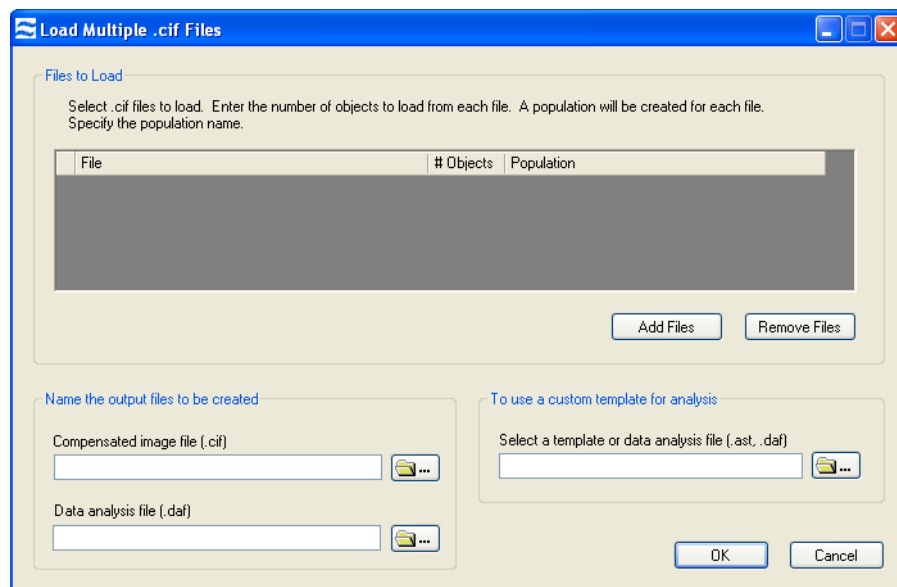 Load Multiple .cif Files
Files to Load
Select .cif files to load.  Enter the number of objects to load from each file.  A population will be created for each file.
Specify the population name.
File # Objects Population
Add Files Remove Files
Name the output files to be created
Compensated image file (.cif)
...
Data analysis file (.daf)
...
To use a custom template for analysis
Select a template or data analysis file (.ast, .daf)
...
OK Cancel